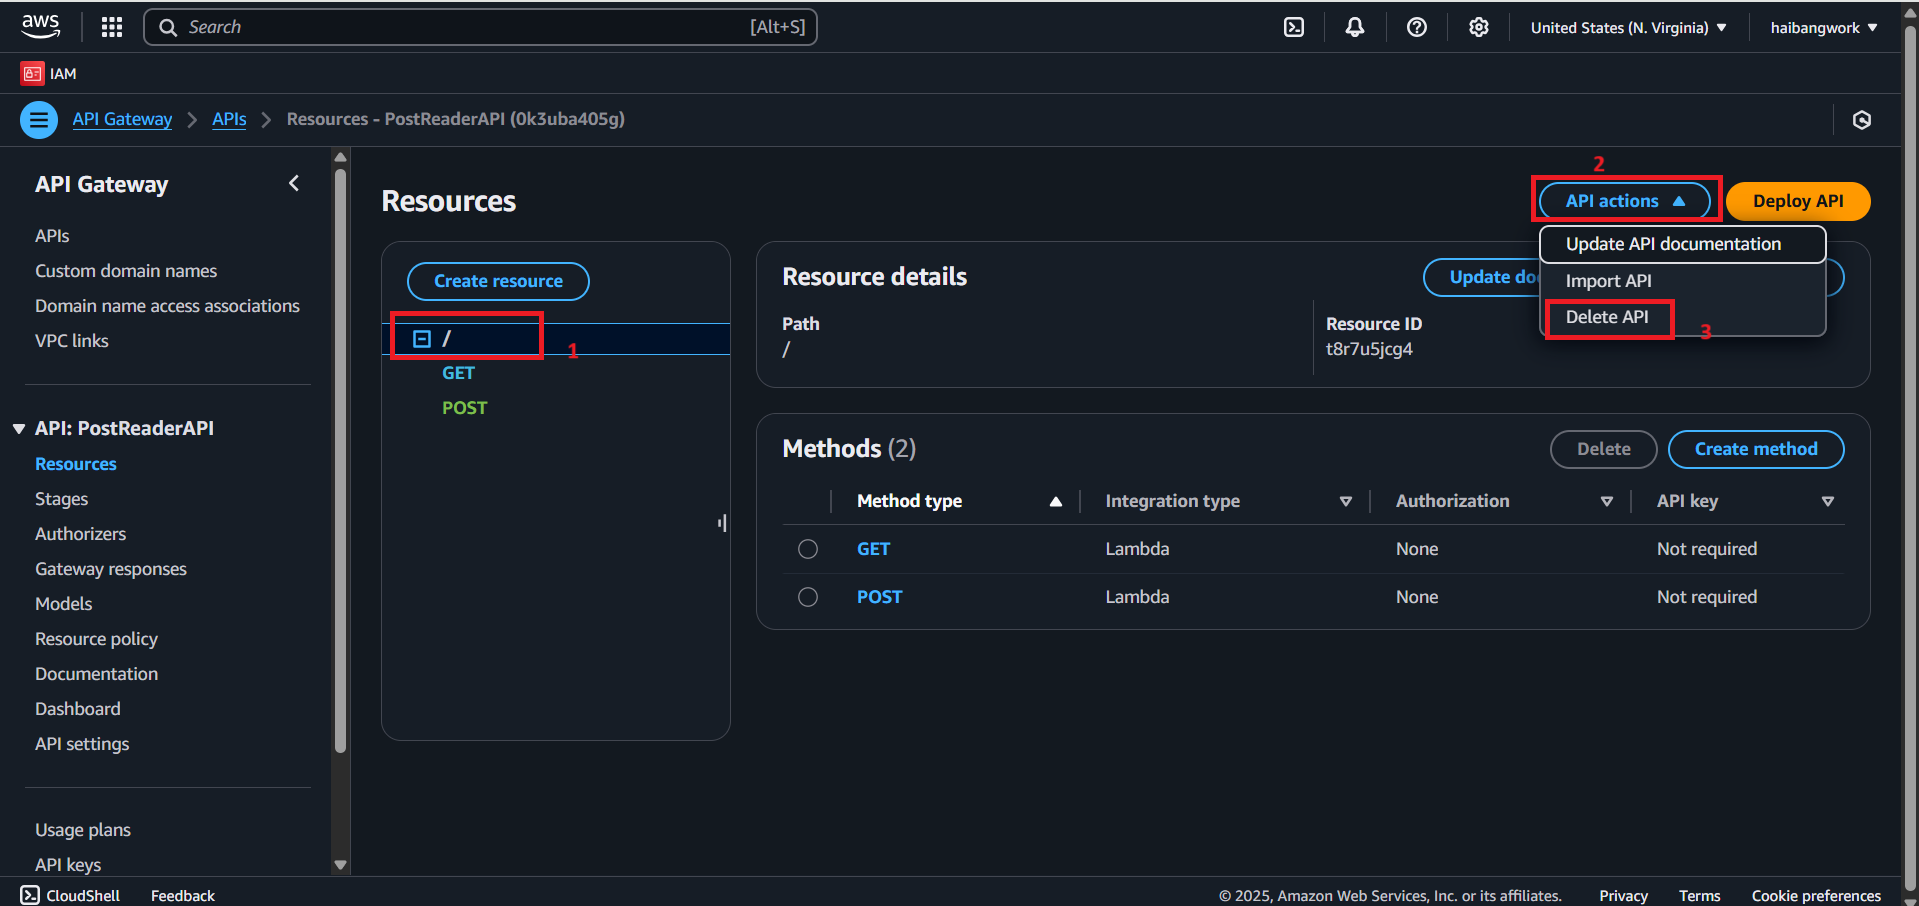 aws
Search [Alt+S]
United States (N. Virginia)
haibangwork
IAM
API Gateway
APIs
Resources - PostReaderAPI (0k3uba405g)
API Gateway
APIs
Custom domain names
Domain name access associations
VPC links
API: PostReaderAPI
Resources
Stages
Authorizers
Gateway responses
Models
Resource policy
Documentation
Dashboard
API settings
Usage plans
API keys
Resources
2
API actions
Deploy API
Update API documentation
Import API
Delete API
3
Create resource
/
1
GET
POST
Resource details
Update do
Path
/
Resource ID
t8r7u5jcg4
Methods (2)
Delete
Create method
Method type Integration type Authorization API key
GET Lambda None Not required
POST Lambda None Not required
CloudShell Feedback © 2025, Amazon Web Services, Inc. or its affiliates. Privacy Terms Cookie preferences